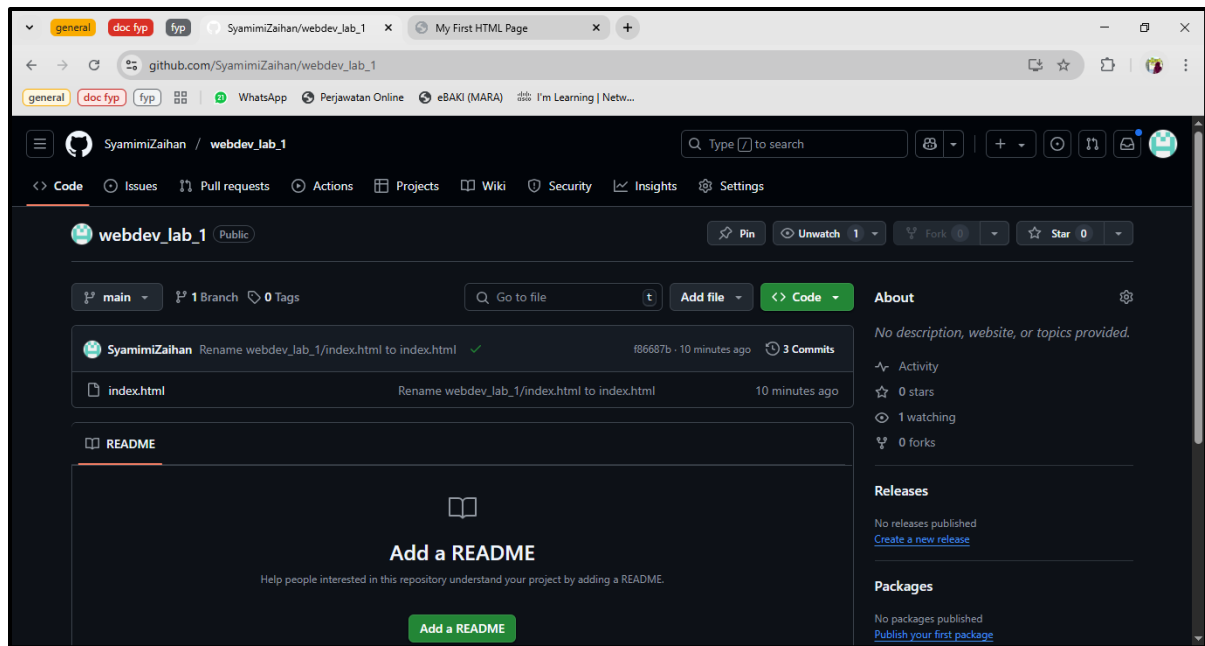 general doc fyp fyp SyamimiZaihan/webdev_lab_1 My First HTML Page
github.com/SyamimiZaihan/webdev_lab_1
general doc fyp fyp WhatsApp Perjawatan Online eBAKI (MARA) I'm Learning | Netw...
SyamimiZaihan / webdev_lab_1 Type / to search
Code Issues Pull requests Actions Projects Wiki Security Insights Settings
webdev_lab_1 Public Pin Unwatch 1 Fork 0 Star 0
main 1 Branch 0 Tags Go to file t Add file Code About
No description, website, or topics provided.
SyamimiZaihan Rename webdev_lab_1/index.html to index.html f86687b · 10 minutes ago 3 Commits
Activity
index.html Rename webdev_lab_1/index.html to index.html 10 minutes ago
0 stars
1 watching
0 forks
README
Releases
No releases published
Create a new release
Add a README
Help people interested in this repository understand your project by adding a README.
Add a README
Packages
No packages published
Publish your first package